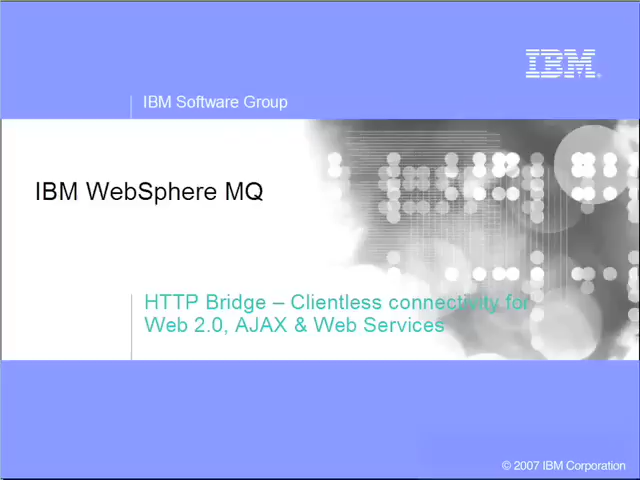 IBM
IBM Software Group
IBM WebSphere MQ
HTTP Bridge – Clientless connectivity for
Web 2.0, AJAX & Web Services
© 2007 IBM Corporation